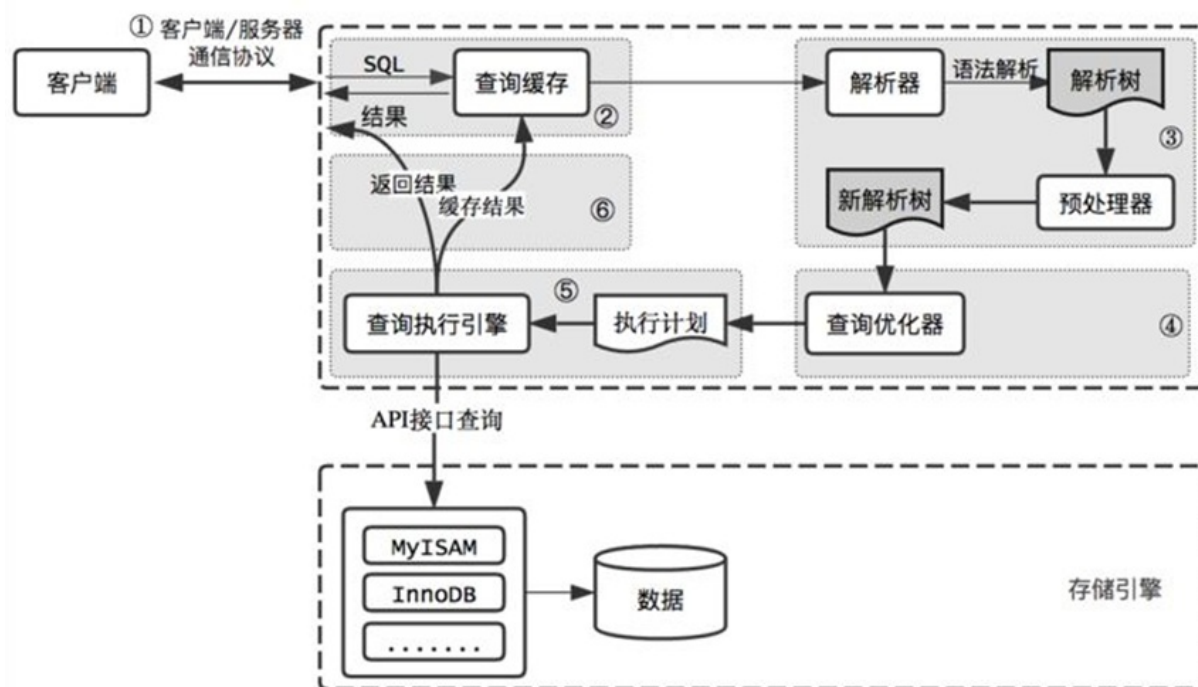 ① 客户端/服务器
通信协议
客户端
SQL
结果
查询缓存
②
解析器
语法解析
解析树
③
预处理器
新解析树
返回结果
缓存结果
⑥
查询执行引擎
⑤
执行计划
查询优化器
④
API接口查询
MyISAM
InnoDB
.......
数据
存储引擎